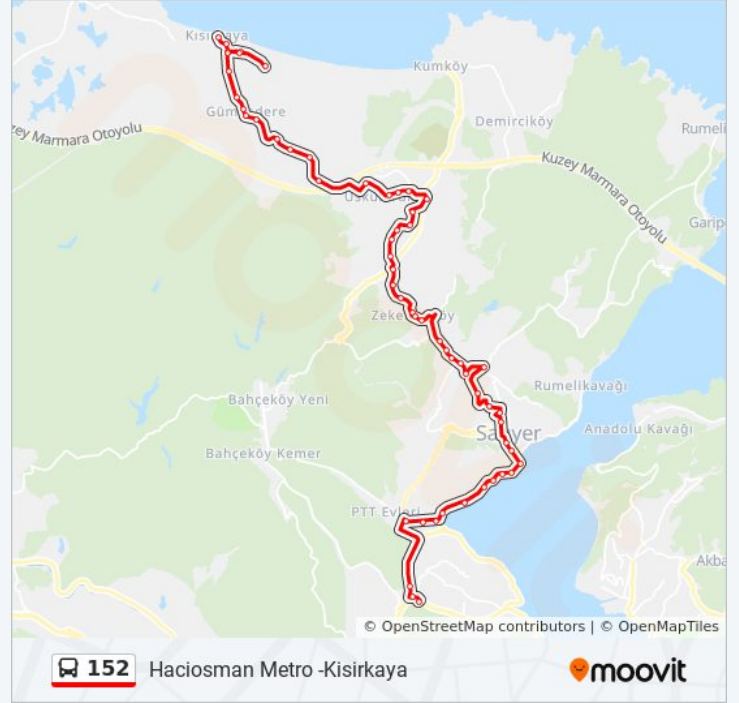 Kısırkaya
Kumköy
Gümüşdere
Demirciköy
Rumeli
zey Marmara Otoyolu
Kuzey Marmara Otoyolu
Garip
Rumelikavağı
Bahçeköy Yeni
Anadolu Kavağı
Bahçeköy Kemer
PTT Evleri
Akba
© OpenStreetMap contributors | © OpenMapTiles
152 Haciosman Metro -Kisirkaya moovit